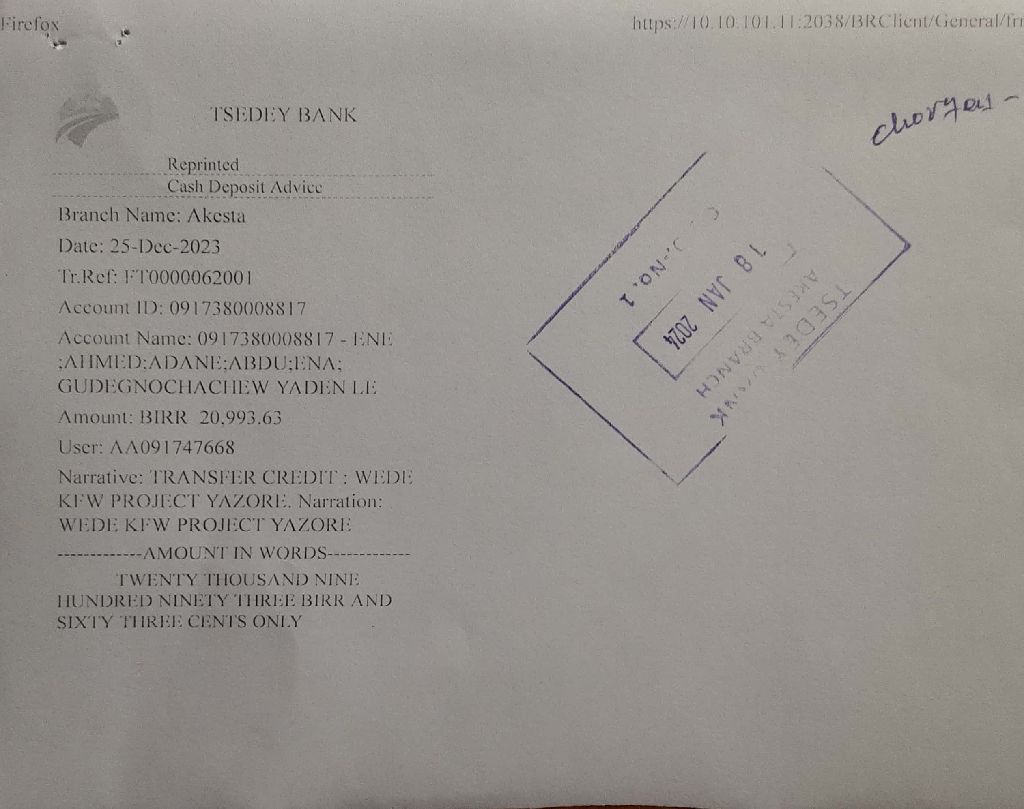 Firefox
https://10.10.101.11:2038/BRClient/General/frm
TSEDEY BANK
Reprinted
Cash Deposit Advice
Branch Name: Akesta
Date: 25-Dec-2023
Tr.Ref: FT0000062001
Account ID: 0917380008817
Account Name: 0917380008817 - ENE
;AHMED;ADANE;ABDU;ENA;
GUDEGNOCHACHEW YADEN LE
Amount: BIRR 20,993.63
User: AA091747668
Narrative: TRANSFER CREDIT : WEDE
KFW PROJECT YAZORE. Narration:
WEDE KFW PROJECT YAZORE
-------------AMOUNT IN WORDS-------------
TWENTY THOUSAND NINE
HUNDRED NINETY THREE BIRR AND
SIXTY THREE CENTS ONLY
TSEDEY
AKESTA BRANCH
18 JAN 2024
No. 1